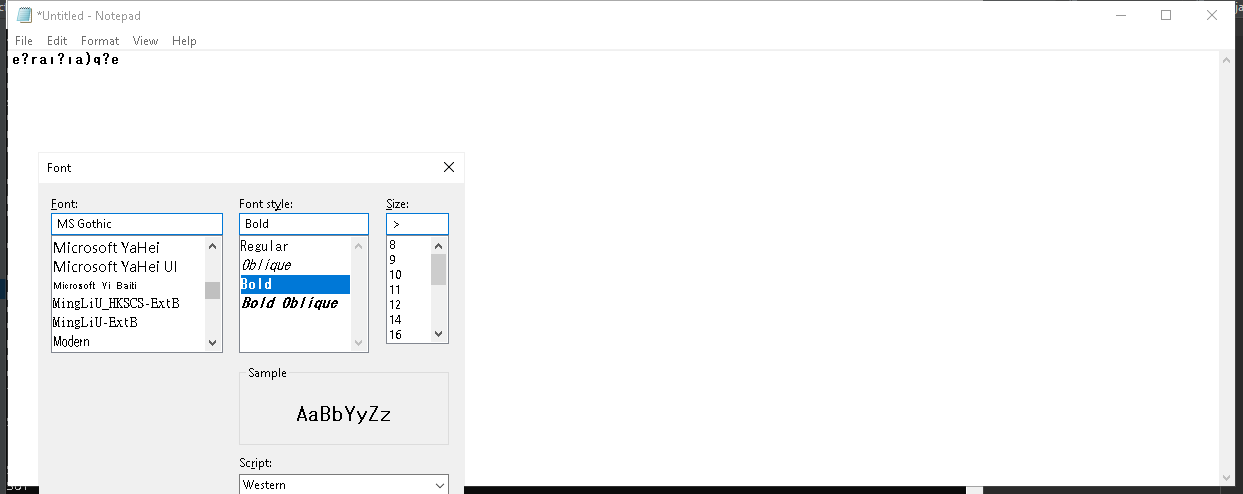 *Untitled - Notepad
File Edit Format View Help
e?raı?ıa)q?e
Font
Font: Font style: Size:
MS Gothic Bold >
Microsoft YaHei Regular 8
Microsoft YaHei UI Oblique 9
Microsoft Yi Baiti Bold 10
MingLiU_HKSCS-ExtB Bold Oblique 11
MingLiU-ExtB 12
Modern 14
16
Sample
AaBbYyZz
Script:
Western